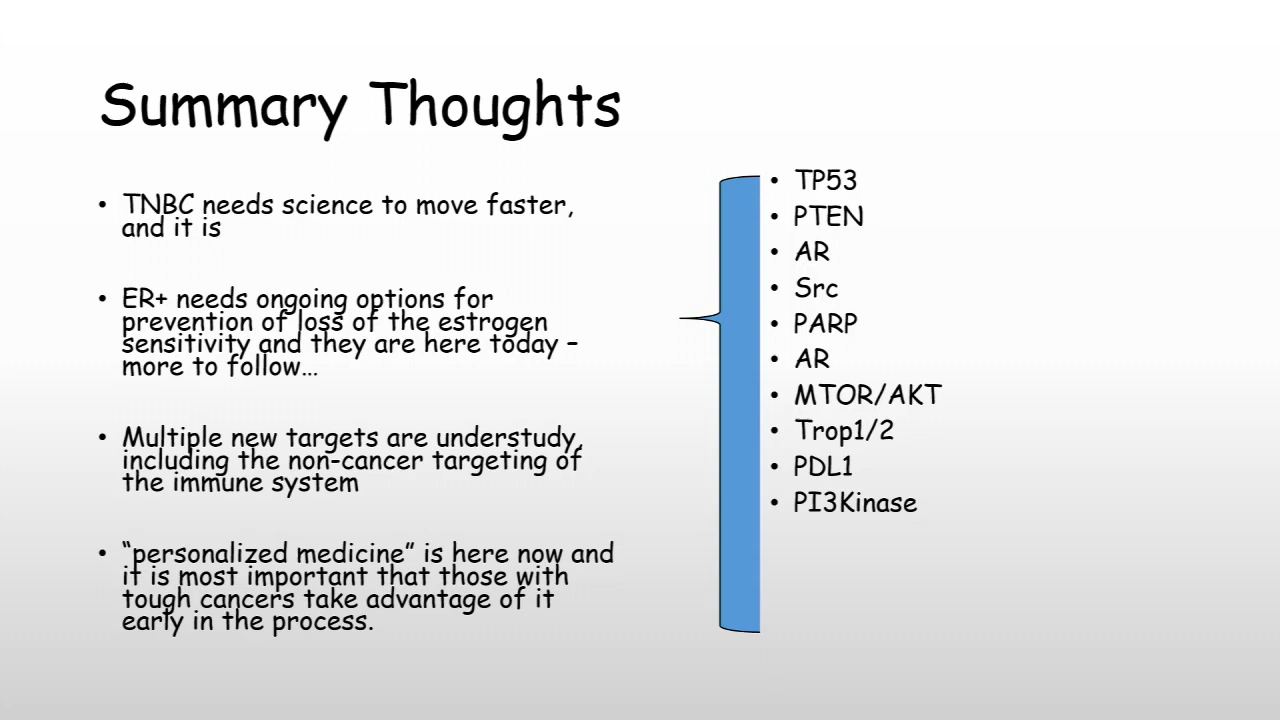 Summary Thoughts
• TNBC needs science to move faster,
and it is
• ER+ needs ongoing options for
prevention of loss of the estrogen
sensitivity and they are here today –
more to follow…
• Multiple new targets are understudy,
including the non-cancer targeting of
the immune system
• “personalized medicine” is here now and
it is most important that those with
tough cancers take advantage of it
early in the process.
• TP53
• PTEN
• AR
• Src
• PARP
• AR
• MTOR/AKT
• Trop1/2
• PDL1
• PI3Kinase